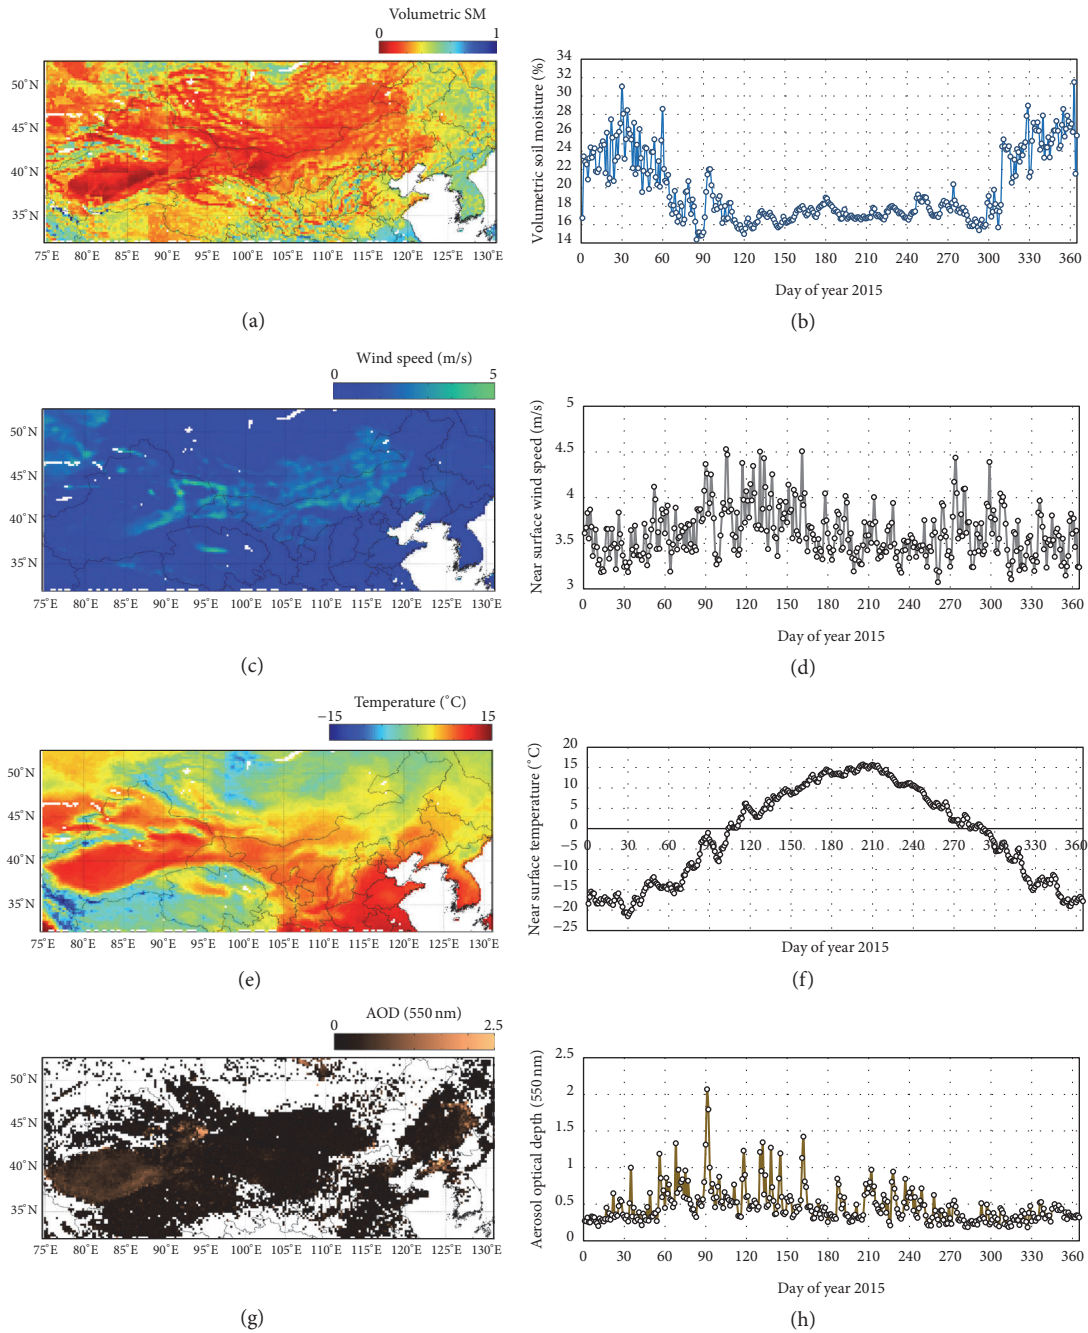 Volumetric SM
0 1
50°N
45°N
40°N
35°N
75°E 80°E 85°E 90°E 95°E 100°E 105°E 110°E 115°E 120°E 125°E 130°E
(a)
Volumetric soil moisture (%)
34
32
30
28
26
24
22
20
18
16
14
0 30 60 90 120 150 180 210 240 270 300 330 360
Day of year 2015
(b)
Wind speed (m/s)
0 5
50°N
45°N
40°N
35°N
75°E 80°E 85°E 90°E 95°E 100°E 105°E 110°E 115°E 120°E 125°E 130°E
(c)
Near surface wind speed (m/s)
5
4.5
4
3.5
3
0 30 60 90 120 150 180 210 240 270 300 330 360
Day of year 2015
(d)
Temperature (°C)
−15 15
50°N
45°N
40°N
35°N
75°E 80°E 85°E 90°E 95°E 100°E 105°E 110°E 115°E 120°E 125°E 130°E
(e)
Near surface temperature (°C)
20
15
10
5
0
−5
−10
−15
−20
−25
0 30 60 90 120 150 180 210 240 270 300 330 360
Day of year 2015
(f)
AOD (550 nm)
0 2.5
50°N
45°N
40°N
35°N
75°E 80°E 85°E 90°E 95°E 100°E 105°E 110°E 115°E 120°E 125°E 130°E
(g)
Aerosol optical depth (550 nm)
2.5
2
1.5
1
0.5
0
0 30 60 90 120 150 180 210 240 270 300 330 360
Day of year 2015
(h)